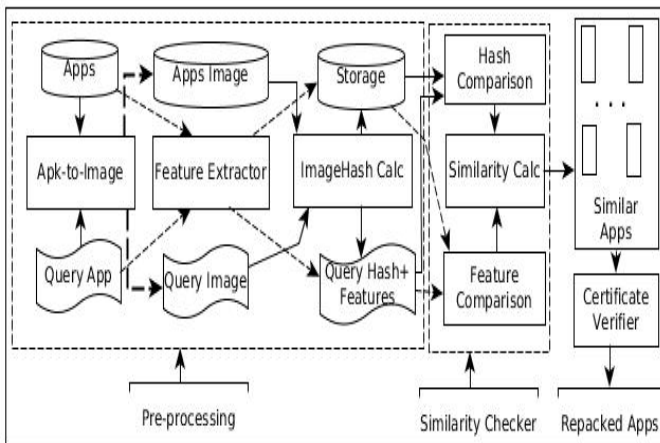 Apps
Apps Image
Storage
Hash
Comparison
Apk-to-Image
Feature Extractor
ImageHash Calc
Similarity Calc
. . .
Similar
Apps
Query App
Query Image
Query Hash+
Features
Feature
Comparison
Certificate
Verifier
Pre-processing
Similarity Checker
Repacked Apps